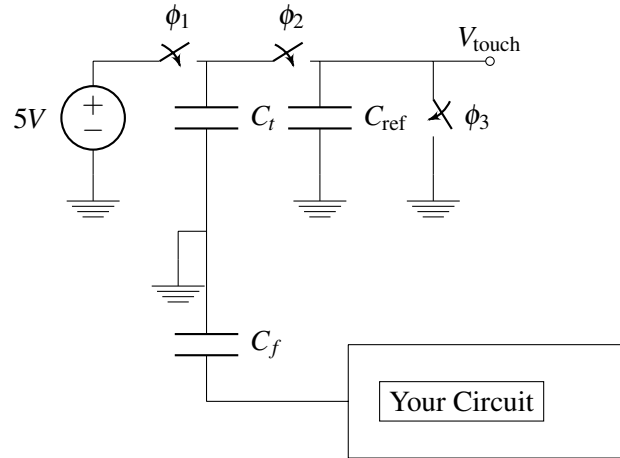 ϕ1
ϕ2
Vtouch
5V
+
−
Ct
Cref
ϕ3
Cf
Your Circuit